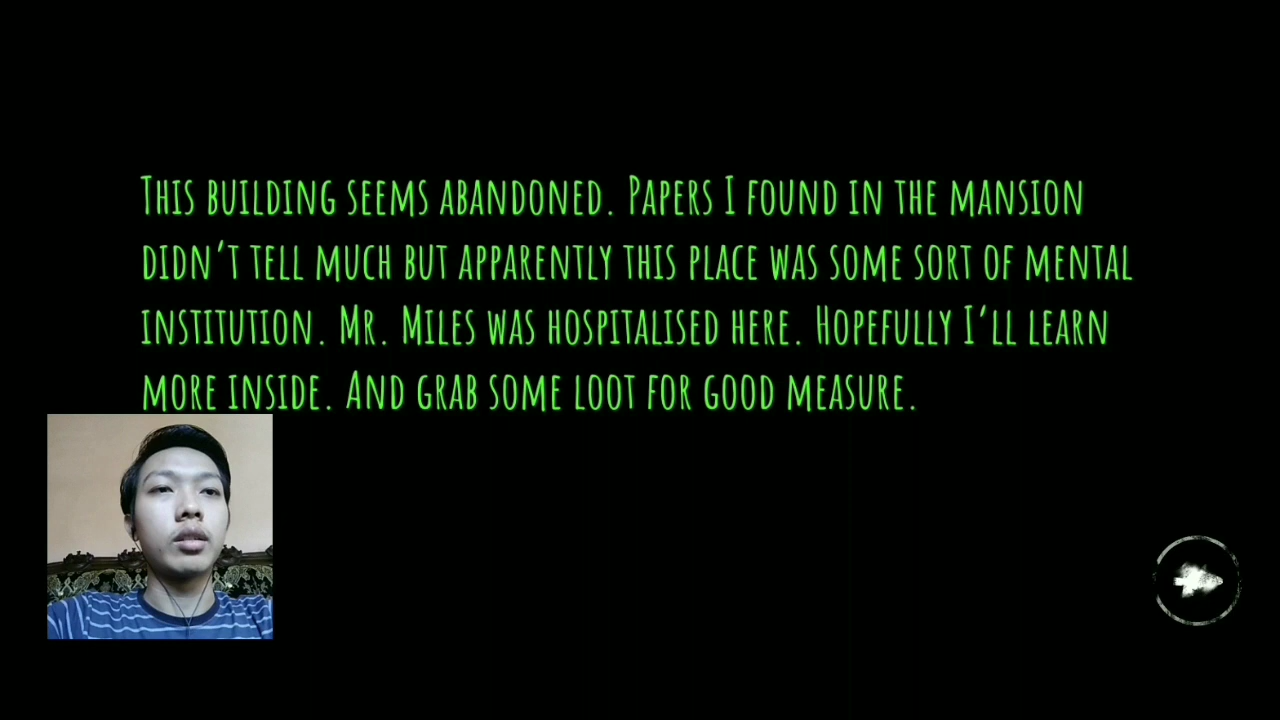 This building seems abandoned. Papers I found in the mansion
didn't tell much but apparently this place was some sort of mental
institution. Mr. Miles was hospitalised here. Hopefully I'll learn
more inside. And grab some loot for good measure.